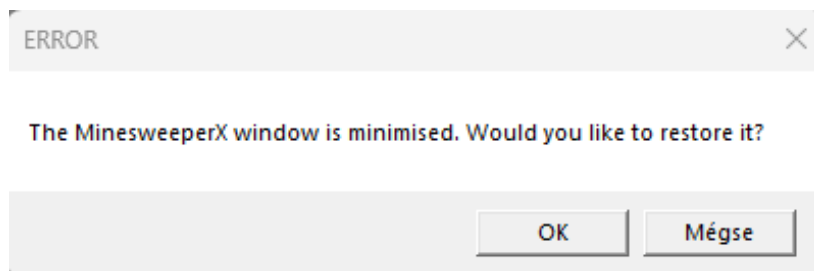 ERROR
The MinesweeperX window is minimised. Would you like to restore it?
OK Mégse